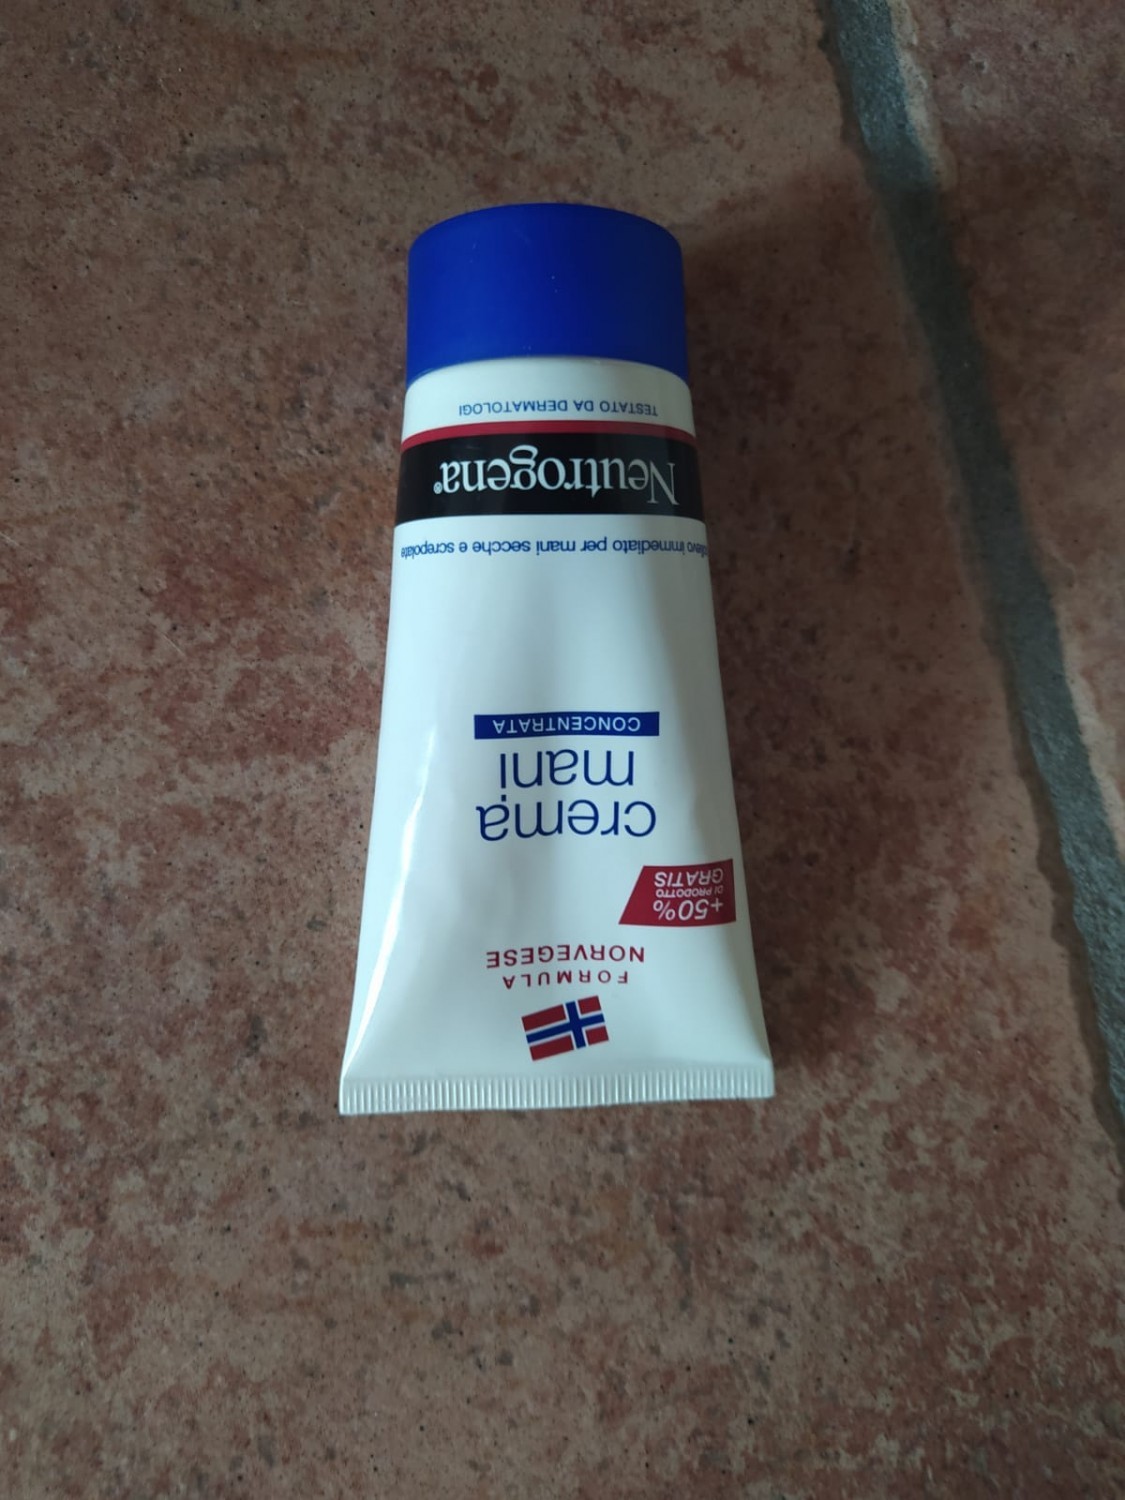 FORMULA
NORVEGESE
+50%
DI PRODOTTO
GRATIS
crema
mani
CONCENTRATA
immediato per mani secche e screpolate
Neutrogena®
TESTATO DA DERMATOLOGI